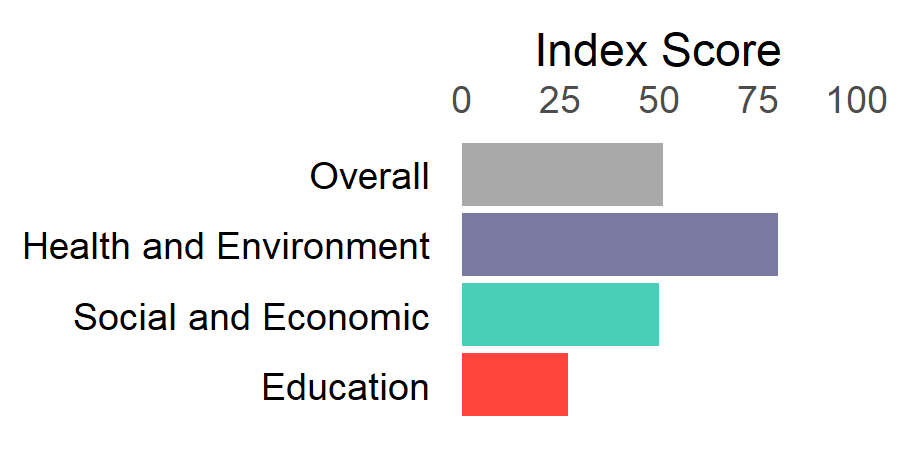 Index Score
0 25 50 75 100
Overall
Health and Environment
Social and Economic
Education